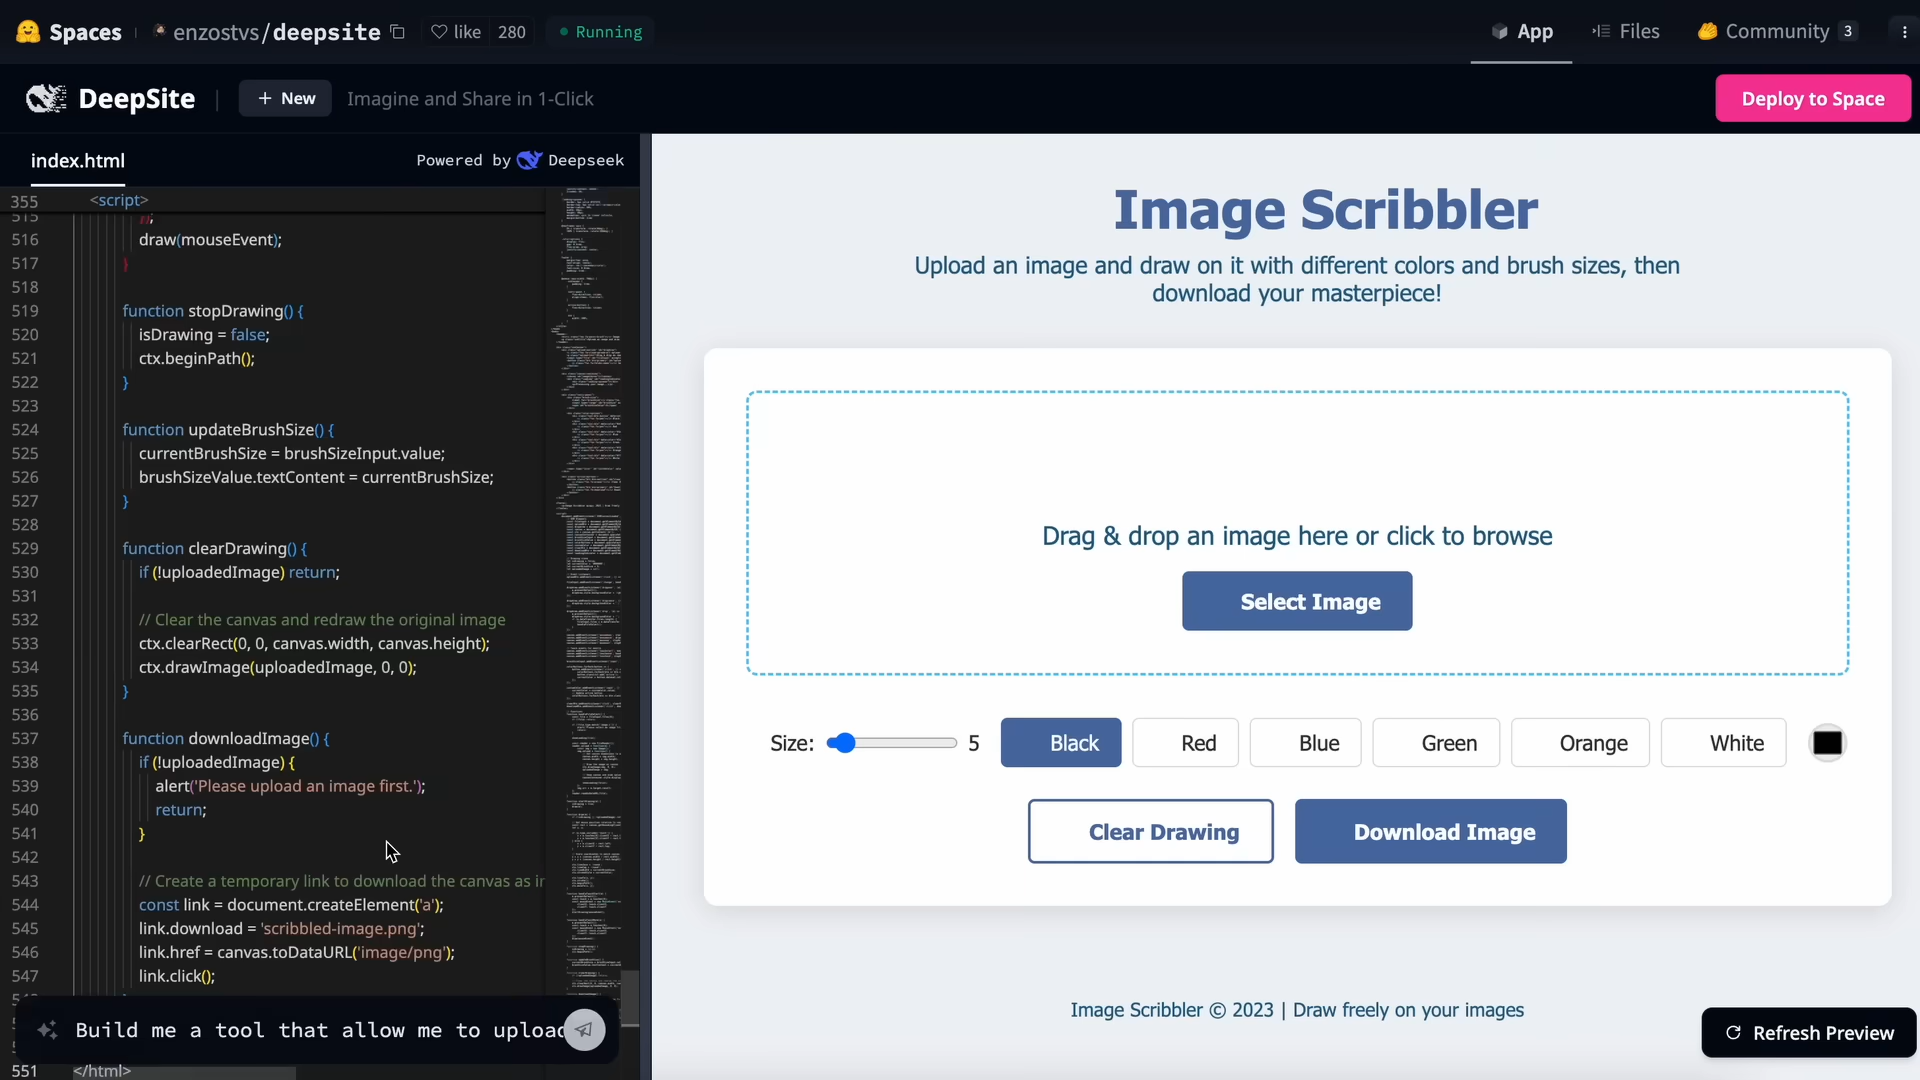 Spaces
enzostvs/deepsite
like 280
Running
App
Files
Community 3
DeepSite
+ New
Imagine and Share in 1-Click
Deploy to Space
index.html
Powered by Deepseek
355 <script>
515
516 draw(mouseEvent);
517 }
518
519 function stopDrawing() {
520 isDrawing = false;
521 ctx.beginPath();
522 }
523
524 function updateBrushSize() {
525 currentBrushSize = brushSizeInput.value;
526 brushSizeValue.textContent = currentBrushSize;
527 }
528
529 function clearDrawing() {
530 if (!uploadedImage) return;
531
532 // Clear the canvas and redraw the original image
533 ctx.clearRect(0, 0, canvas.width, canvas.height);
534 ctx.drawImage(uploadedImage, 0, 0);
535 }
536
537 function downloadImage() {
538 if (!uploadedImage) {
539 alert('Please upload an image first.');
540 return;
541 }
542
543 // Create a temporary link to download the canvas as
544 const link = document.createElement('a');
545 link.download = 'scribbled-image.png';
546 link.href = canvas.toDataURL('image/png');
547 link.click();
Build me a tool that allow me to upload
551 </html>
Image Scribbler
Upload an image and draw on it with different colors and brush sizes, then
download your masterpiece!
Drag & drop an image here or click to browse
Select Image
Size: 5 Black Red Blue Green Orange White
Clear Drawing Download Image
Image Scribbler © 2023 | Draw freely on your images
Refresh Preview